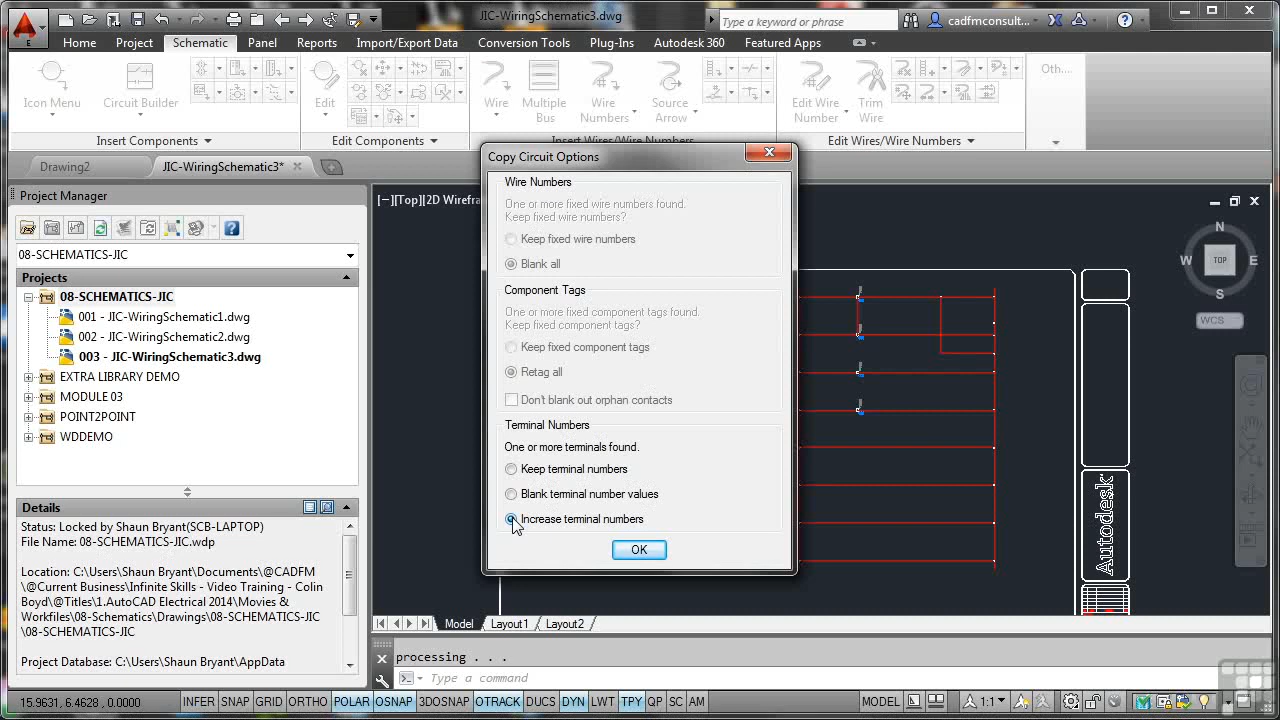 JIC-WiringSchematic3.dwg
Type a keyword or phrase
cadfmconsult...
Home Project Schematic Panel Reports Import/Export Data Conversion Tools Plug-Ins Autodesk 360 Featured Apps
E
Icon Menu
Circuit Builder
Edit
Wire
Multiple Bus
Wire Numbers
Source Arrow
Edit Wire Number
Trim Wire
Oth...
Insert Components
Edit Components
Insert Wires/Wire Numbers
Edit Wires/Wire Numbers
Drawing2
JIC-WiringSchematic3*
Project Manager
08-SCHEMATICS-JIC
Projects
08-SCHEMATICS-JIC
001 - JIC-WiringSchematic1.dwg
002 - JIC-WiringSchematic2.dwg
003 - JIC-WiringSchematic3.dwg
EXTRA LIBRARY DEMO
MODULE 03
POINT2POINT
WDDEMO
Details
Status: Locked by Shaun Bryant(SCB-LAPTOP)
File Name: 08-SCHEMATICS-JIC.wdp
Location: C:\Users\Shaun Bryant\Documents\@CADFM
\@Current Business\Infinite Skills - Video Training - Colin
Boyd\@Titles\1.AutoCAD Electrical 2014\Movies &
Workfiles\08-Schematics\Drawings\08-SCHEMATICS-JIC
\08-SCHEMATICS-JIC
Project Database: C:\Users\Shaun Bryant\AppData
[−][Top][2D Wirefra
Copy Circuit Options
Wire Numbers
One or more fixed wire numbers found.
Keep fixed wire numbers?
Keep fixed wire numbers
Blank all
Component Tags
One or more fixed component tags found.
Keep fixed component tags?
Keep fixed component tags
Retag all
Don't blank out orphan contacts
Terminal Numbers
One or more terminals found.
Keep terminal numbers
Blank terminal number values
Increase terminal numbers
OK
N
W TOP E
S
WCS
Autodesk
Model Layout1 Layout2
processing . . .
Type a command
15.9631, 6.4628, 0.0000
INFER SNAP GRID ORTHO POLAR OSNAP 3DOSNAP OTRACK DUCS DYN LWT TPY QP SC AM
MODEL
1:1